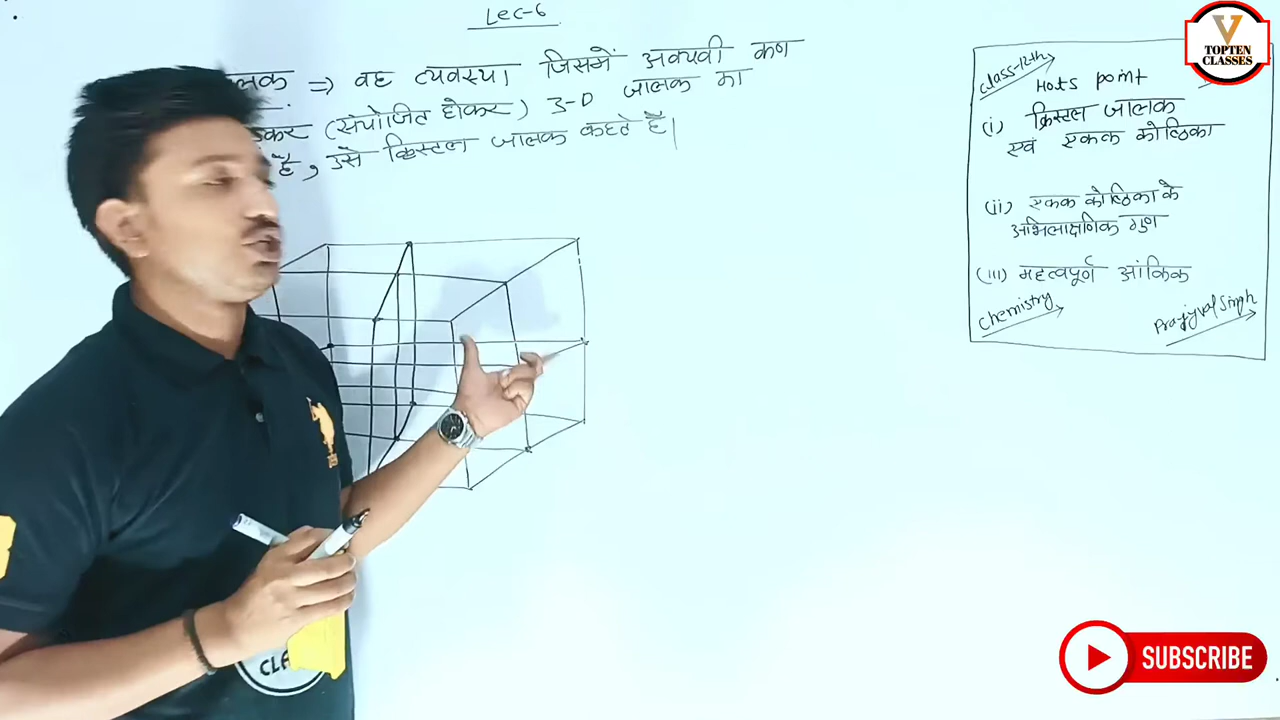 Lec-6
लक ⇒ वह व्यवस्था जिसमें अवयवी कण
कर (संयोजित होकर) 3-D जालक का
है, उसे क्रिस्टल जालक कहते हैं।
Class-12th
Hots point
(i) क्रिस्टल जालक
एवं एकक कोष्ठिका
(ii) एकक कोष्ठिका के
अभिलाक्षणिक गुण
(iii) महत्वपूर्ण आंकिक
Chemistry
Prajjwal Singh
V
TOPTEN
CLASSES
SUBSCRIBE